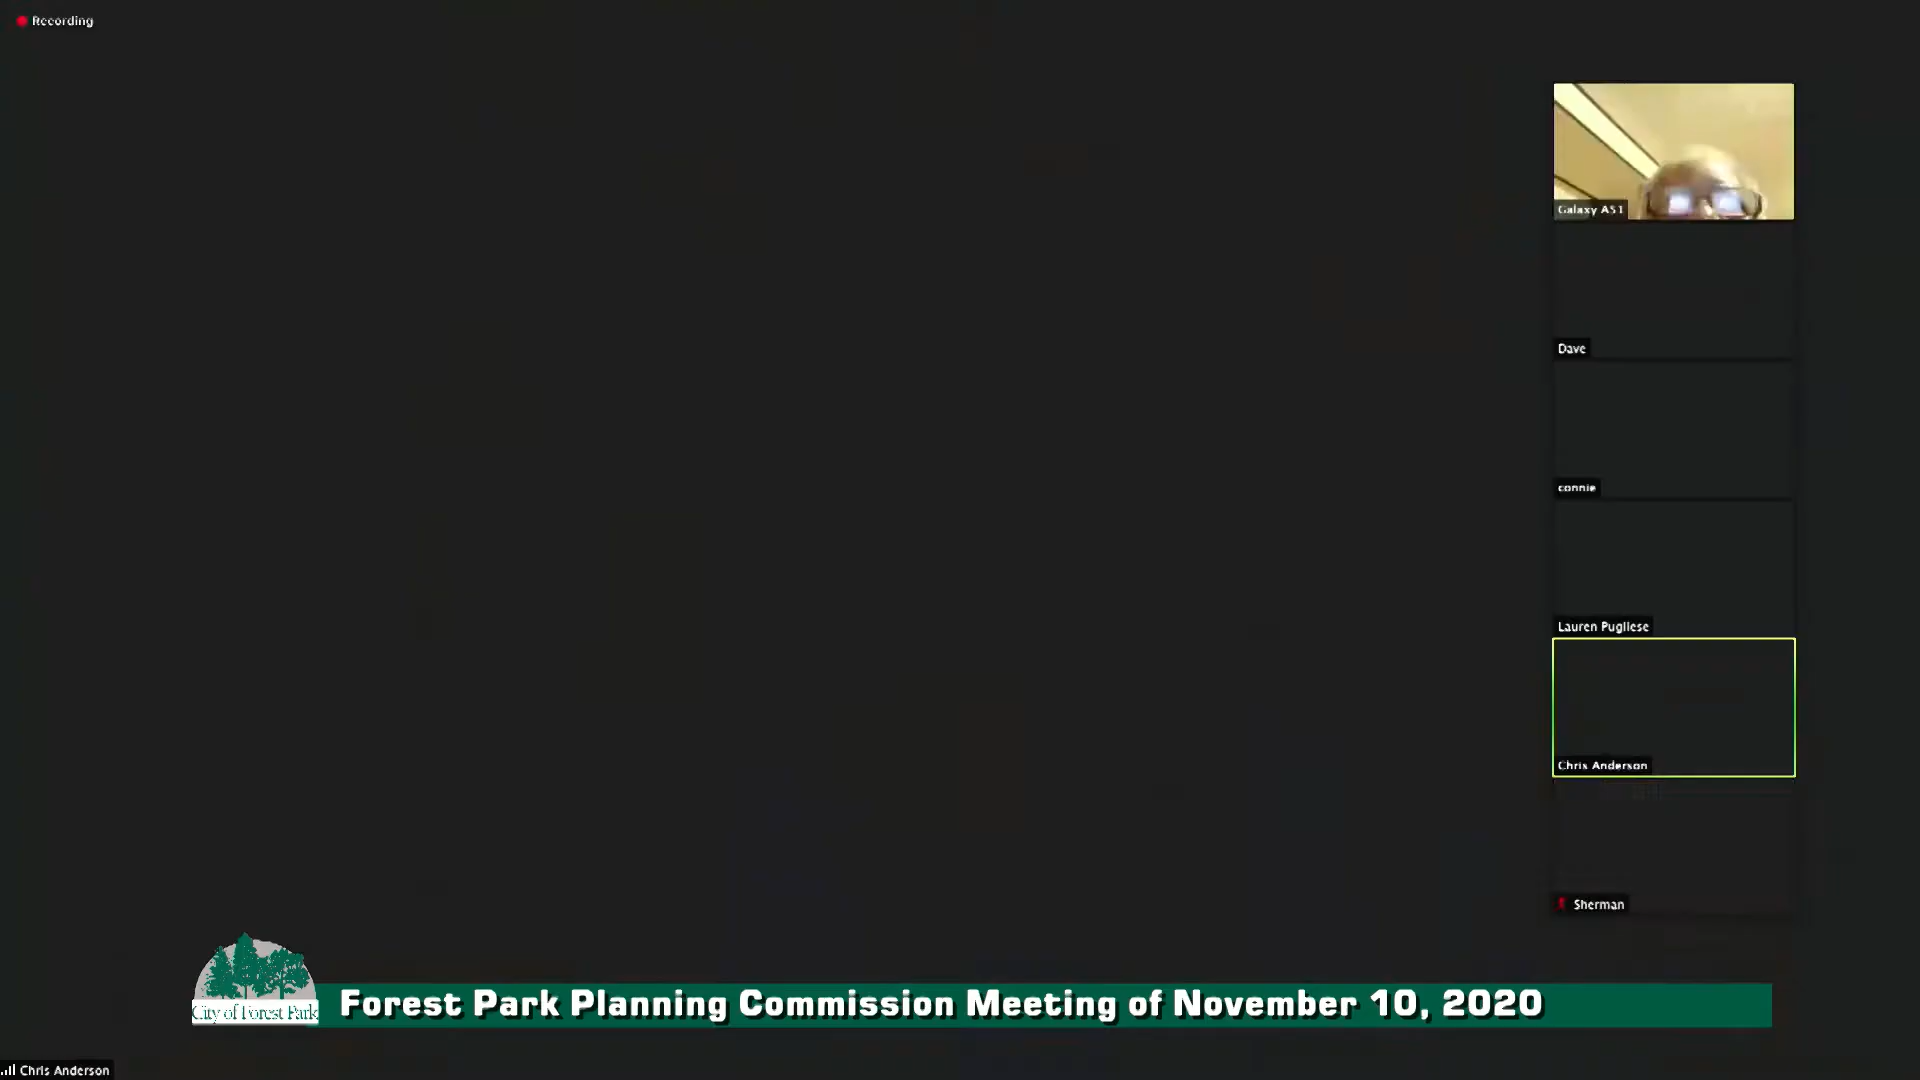 Recording
Galaxy A51
Dave
connie
Lauren Pugliese
Chris Anderson
Sherman
City of Forest Park
Forest Park Planning Commission Meeting of November 10, 2020
Chris Anderson